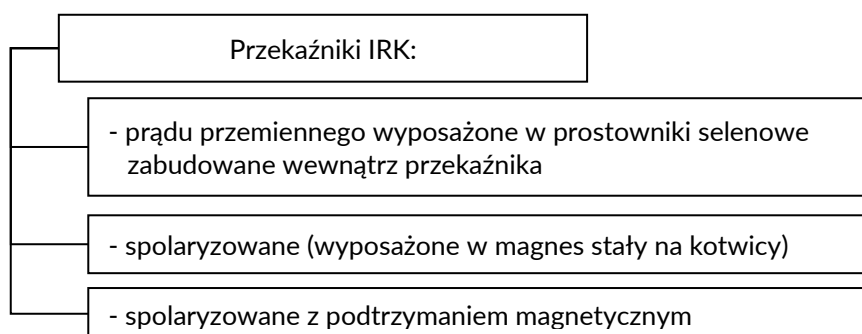 Przekaźniki IRK:
- prądu przemiennego wyposażone w prostowniki selenowe
zabudowane wewnątrz przekaźnika
- spolaryzowane (wyposażone w magnes stały na kotwicy)
- spolaryzowane z podtrzymaniem magnetycznym